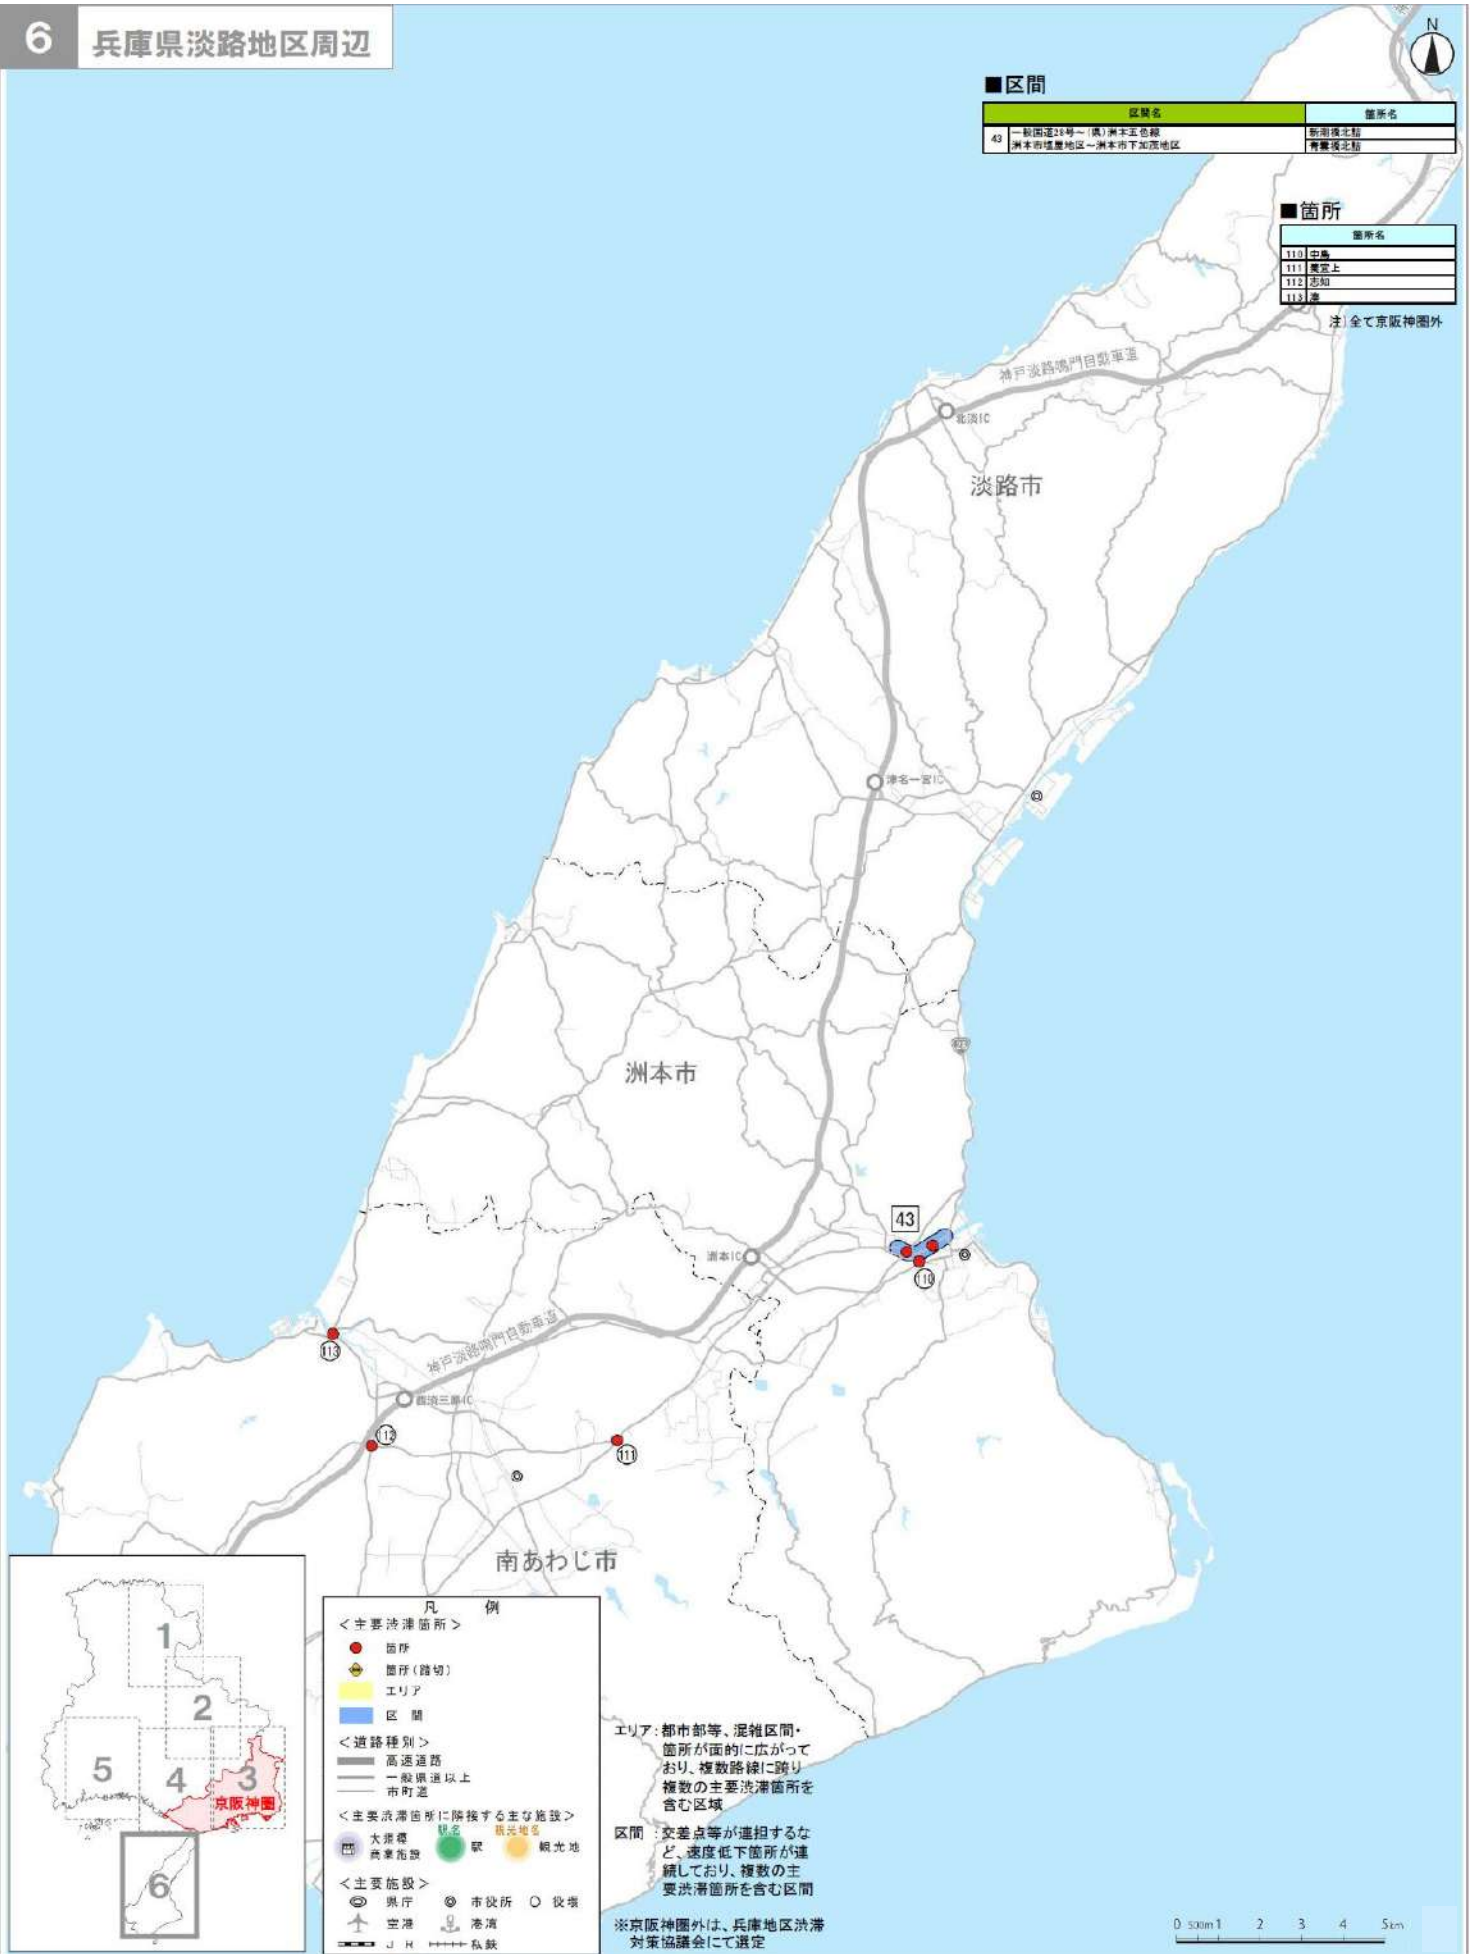 6 兵庫県淡路地区周辺
N
■区間
区間名 箇所名
43 一般国道28号～(県)洲本五色線 新潮橋北詰
洲本市塩屋地区～洲本市下加茂地区 青雲橋北詰
■箇所
箇所名
110 中島
111
112 志知
113 湊
注)全て京阪神圏外
神戸淡路鳴門自動車道
北淡IC
淡路市
津名一宮IC
28
洲本市
43
洲本IC
110
神戸淡路鳴門自動車道
113
西淡三原IC
112
111
南あわじ市
1
2
5
4
3
京阪神圏
6
凡 例
＜主要渋滞箇所＞
箇所
箇所(踏切)
エリア
区 間
＜道路種別＞
高速道路
一般県道以上
市町道
＜主要渋滞箇所に隣接する主な施設＞
大規模
商業施設
駅名
駅
観光地名
観光地
＜主要施設＞
県庁 市役所 役場
空港 港湾
ＪＲ 私鉄
エリア：都市部等、混雑区間・
箇所が面的に広がって
おり、複数路線に跨り
複数の主要渋滞箇所を
含む区域
区間 ：交差点等が連担するな
ど、速度低下箇所が連
続しており、複数の主
要渋滞箇所を含む区間
※京阪神圏外は、兵庫地区渋滞
対策協議会にて選定
0 500m 1 2 3 4 5km